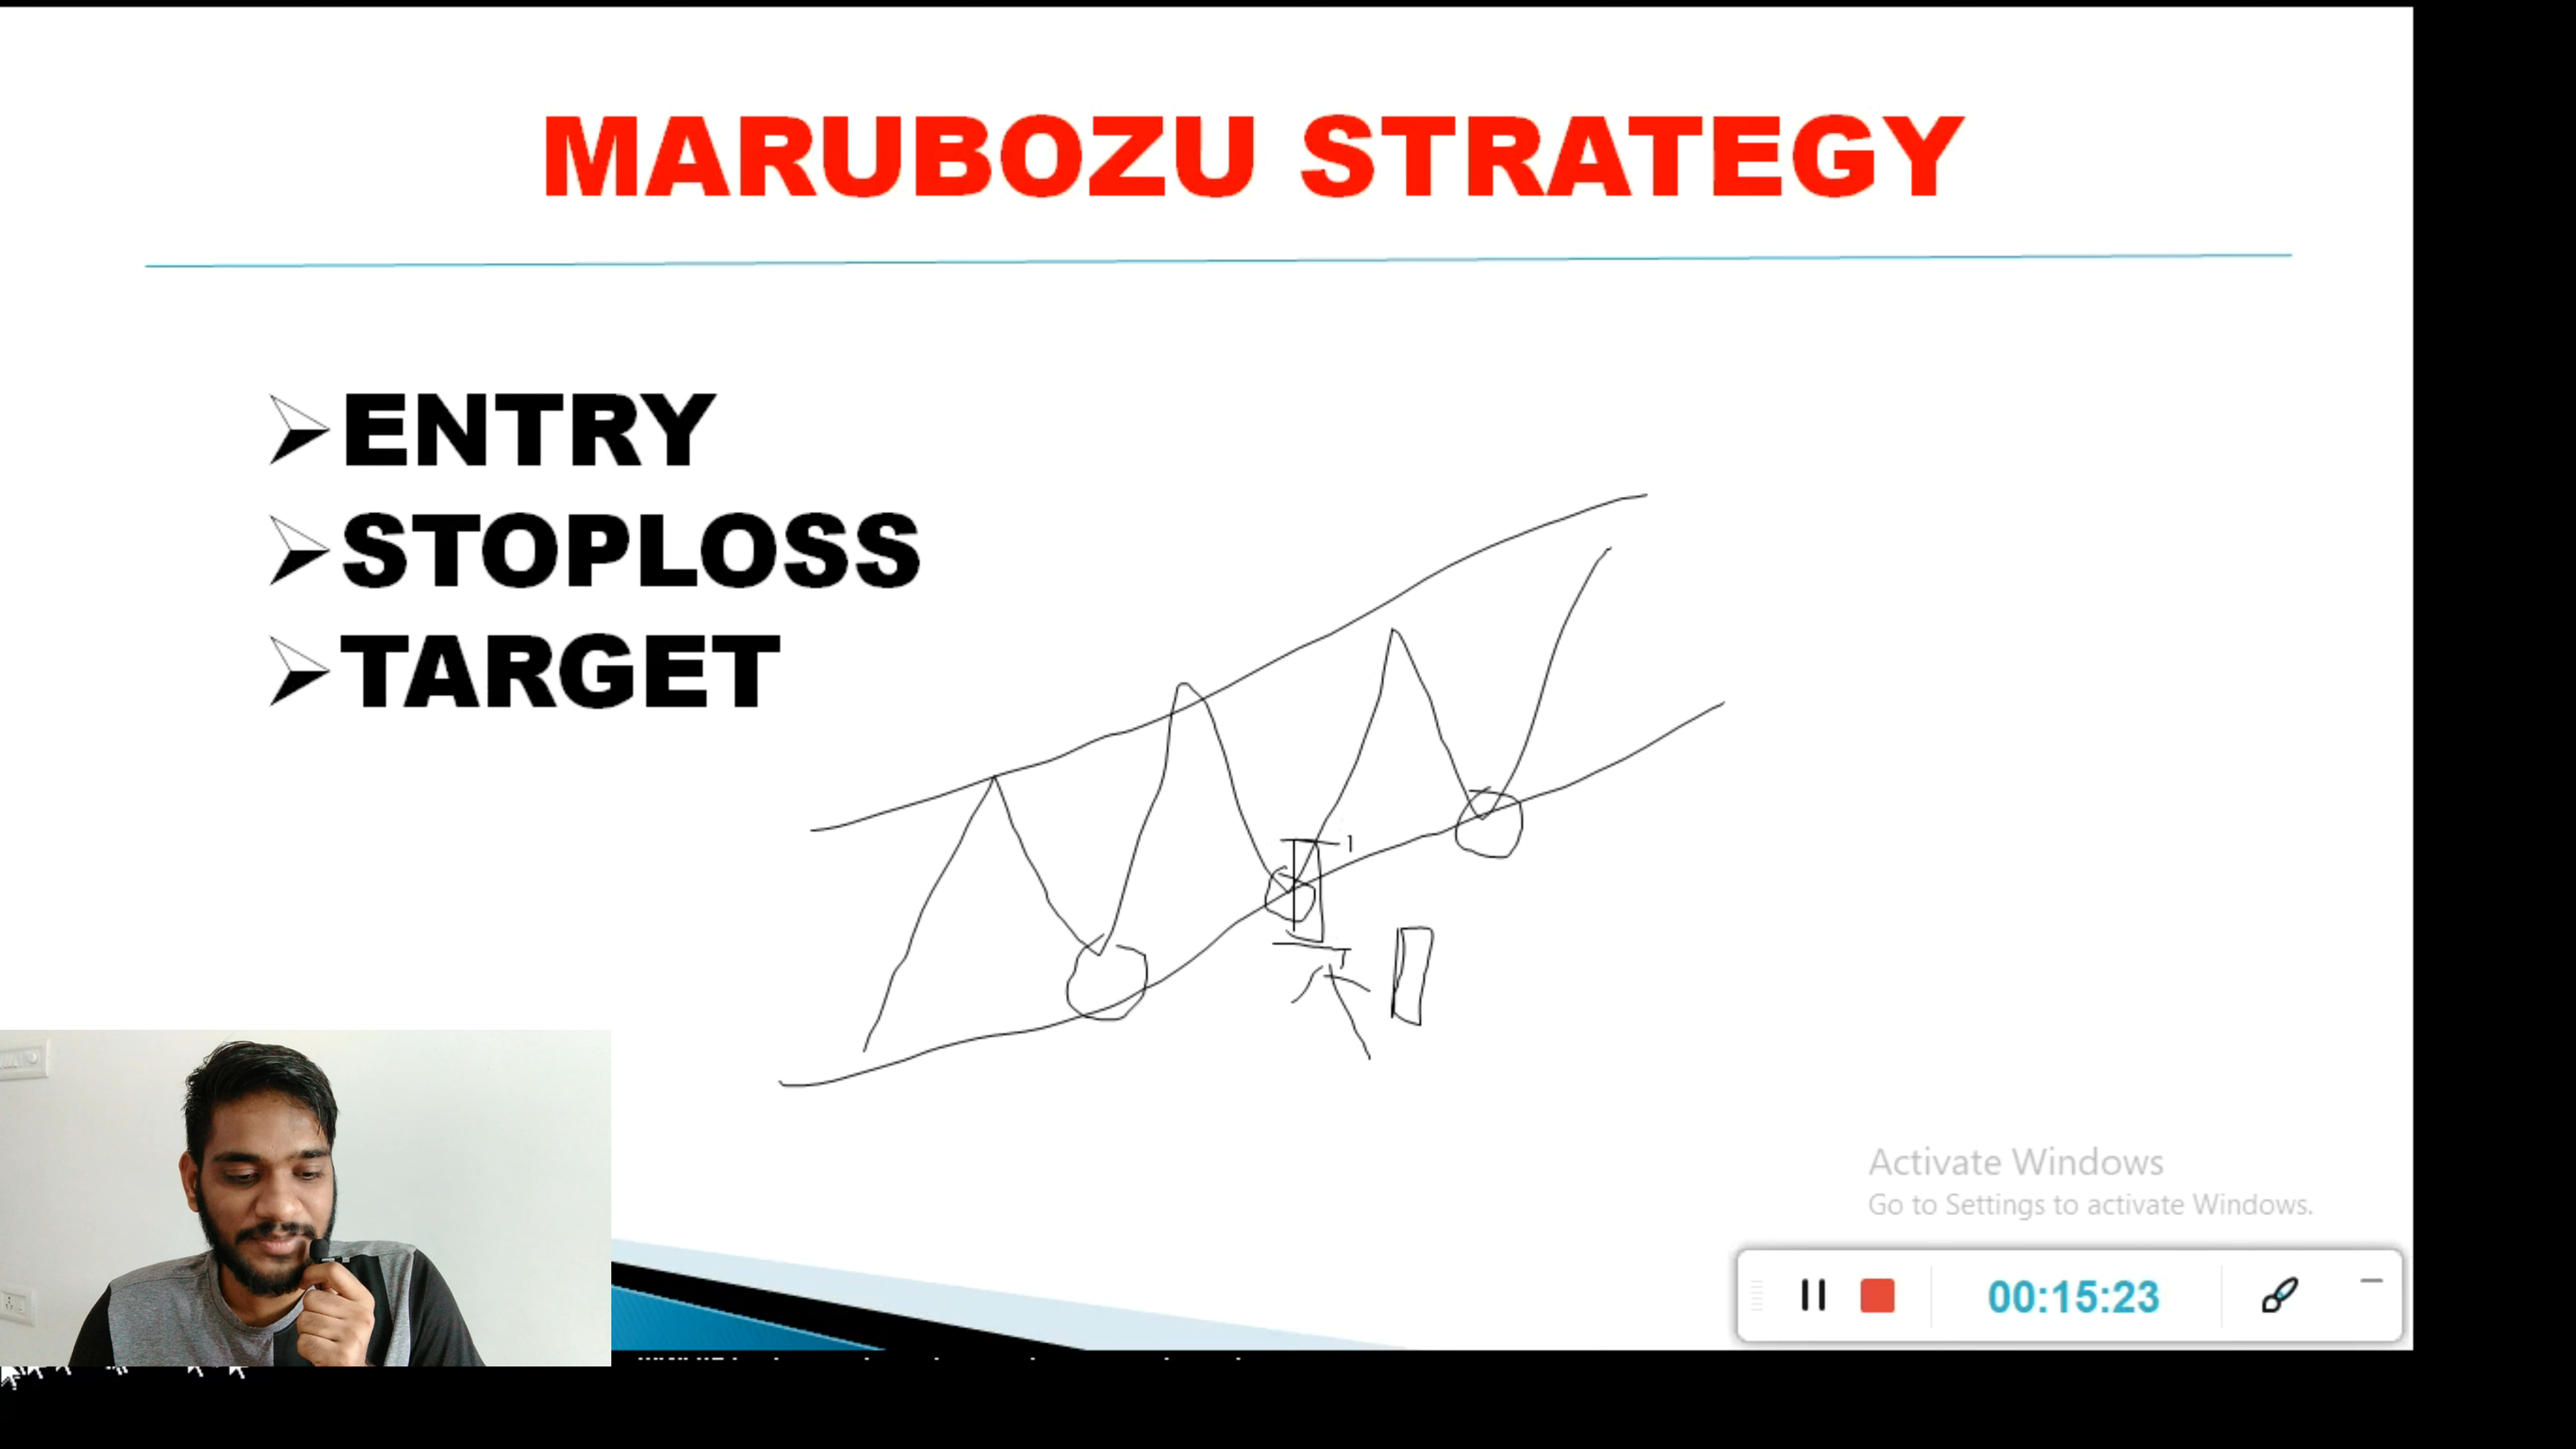 MARUBOZU STRATEGY
ENTRY
STOPLOSS
TARGET
Activate Windows
Go to Settings to activate Windows.
00:15:23